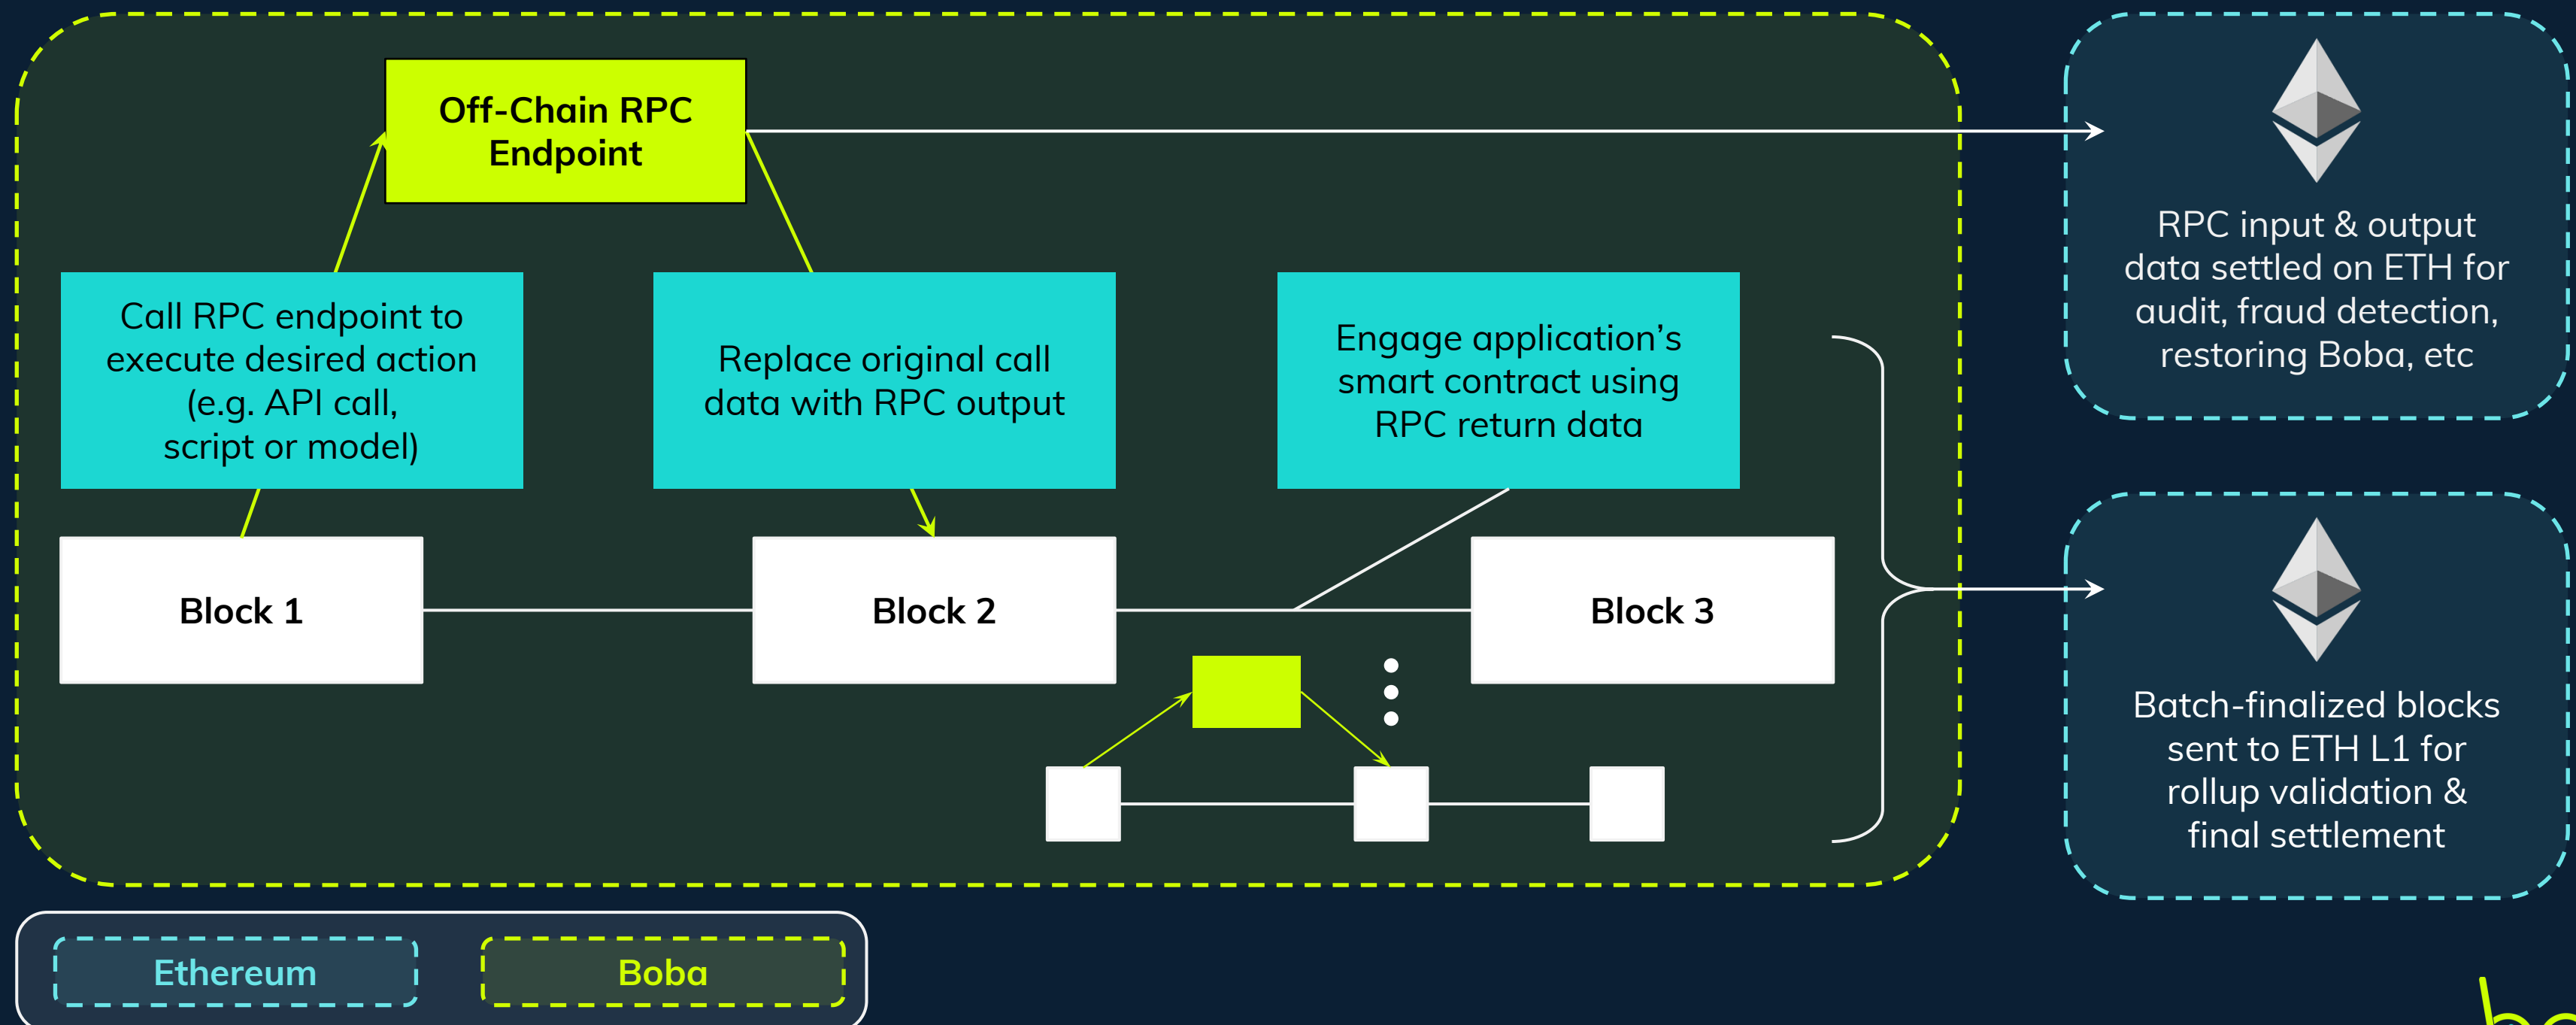 Off-Chain RPC
Endpoint
Call RPC endpoint to
execute desired action
(e.g. API call,
script or model)
Replace original call
data with RPC output
Engage application’s
smart contract using
RPC return data
Block 1
Block 2
Block 3
RPC input & output
data settled on ETH for
audit, fraud detection,
restoring Boba, etc
Batch-finalized blocks
sent to ETH L1 for
rollup validation &
final settlement
Ethereum
Boba